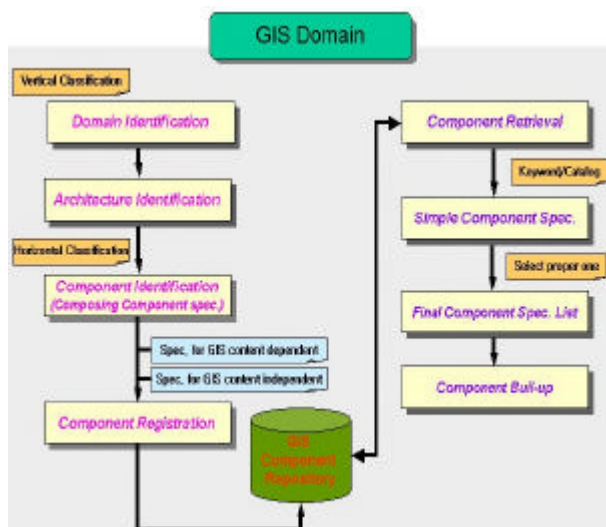 GIS Domain
Vertical Classification
Domain Identification
Architecture Identification
Horizontal Classification
Component Identification
(Composing Component spec.)
Spec, for GIS content dependent
Spec, for GIS content independent
Component Registration
GIS
Component
Repository
Component Retrieval
Keyword/Catalog
Simple Component Spec.
Select proper one
Final Component Spec. List
Component Buil-up